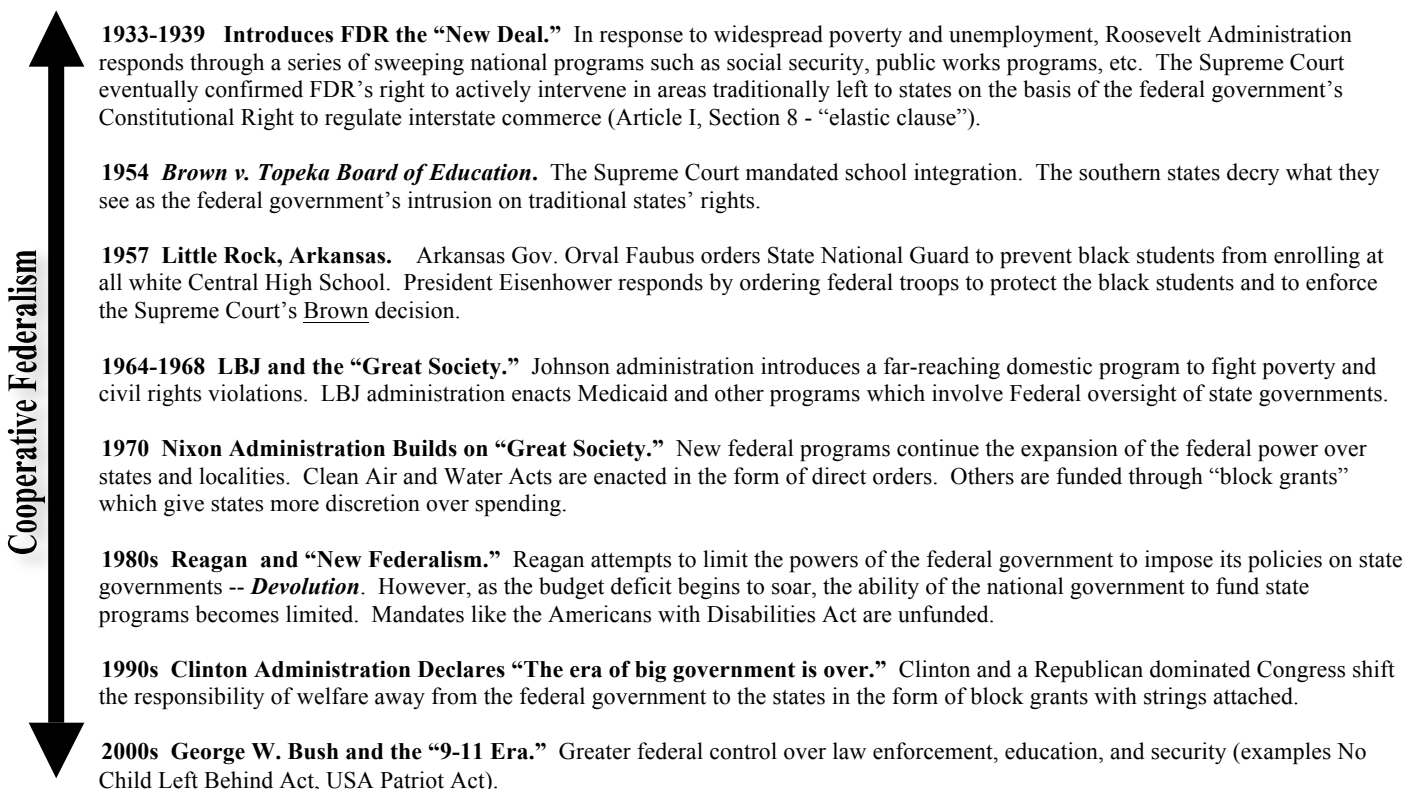 1933-1939 Introduces FDR the “New Deal.” In response to widespread poverty and unemployment, Roosevelt Administration
responds through a series of sweeping national programs such as social security, public works programs, etc. The Supreme Court
eventually confirmed FDR’s right to actively intervene in areas traditionally left to states on the basis of the federal government’s
Constitutional Right to regulate interstate commerce (Article I, Section 8 - “elastic clause”).
1954 Brown v. Topeka Board of Education. The Supreme Court mandated school integration. The southern states decry what they
see as the federal government’s intrusion on traditional states’ rights.
1957 Little Rock, Arkansas. Arkansas Gov. Orval Faubus orders State National Guard to prevent black students from enrolling at
all white Central High School. President Eisenhower responds by ordering federal troops to protect the black students and to enforce
the Supreme Court’s Brown decision.
1964-1968 LBJ and the “Great Society.” Johnson administration introduces a far-reaching domestic program to fight poverty and
civil rights violations. LBJ administration enacts Medicaid and other programs which involve Federal oversight of state governments.
1970 Nixon Administration Builds on “Great Society.” New federal programs continue the expansion of the federal power over
states and localities. Clean Air and Water Acts are enacted in the form of direct orders. Others are funded through “block grants”
which give states more discretion over spending.
1980s Reagan and “New Federalism.” Reagan attempts to limit the powers of the federal government to impose its policies on state
governments -- Devolution. However, as the budget deficit begins to soar, the ability of the national government to fund state
programs becomes limited. Mandates like the Americans with Disabilities Act are unfunded.
1990s Clinton Administration Declares “The era of big government is over.” Clinton and a Republican dominated Congress shift
the responsibility of welfare away from the federal government to the states in the form of block grants with strings attached.
2000s George W. Bush and the “9-11 Era.” Greater federal control over law enforcement, education, and security (examples No
Child Left Behind Act, USA Patriot Act).
Cooperative Federalism